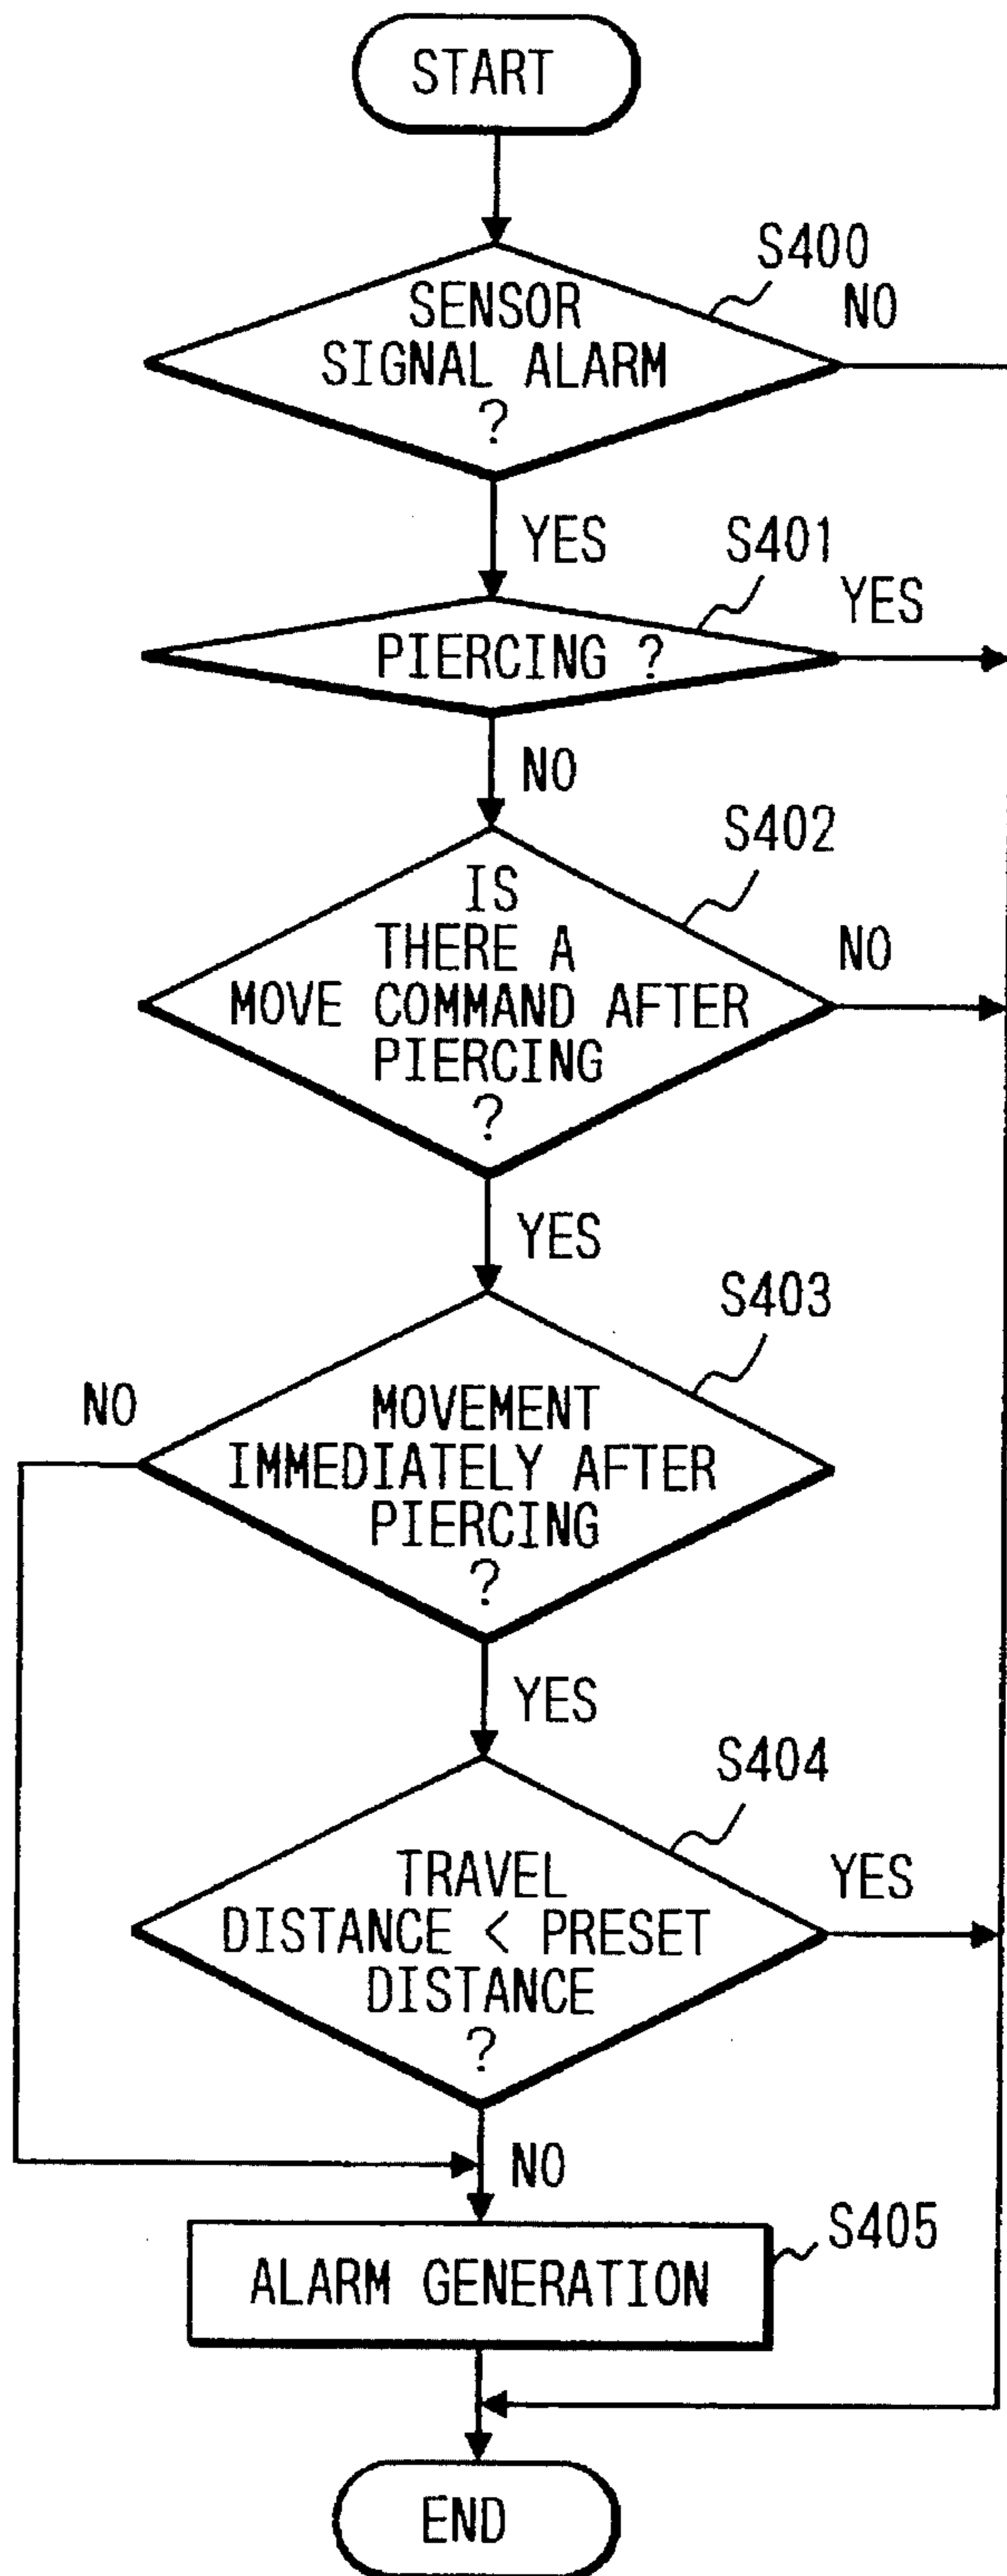 START
S400
NO
SENSOR
SIGNAL ALARM
?
YES
S401
YES
PIERCING ?
NO
S402
IS
THERE A
MOVE COMMAND AFTER
PIERCING
?
NO
YES
S403
NO
MOVEMENT
IMMEDIATELY AFTER
PIERCING
?
YES
S404
YES
TRAVEL
DISTANCE < PRESET
DISTANCE
?
NO
S405
ALARM GENERATION
END